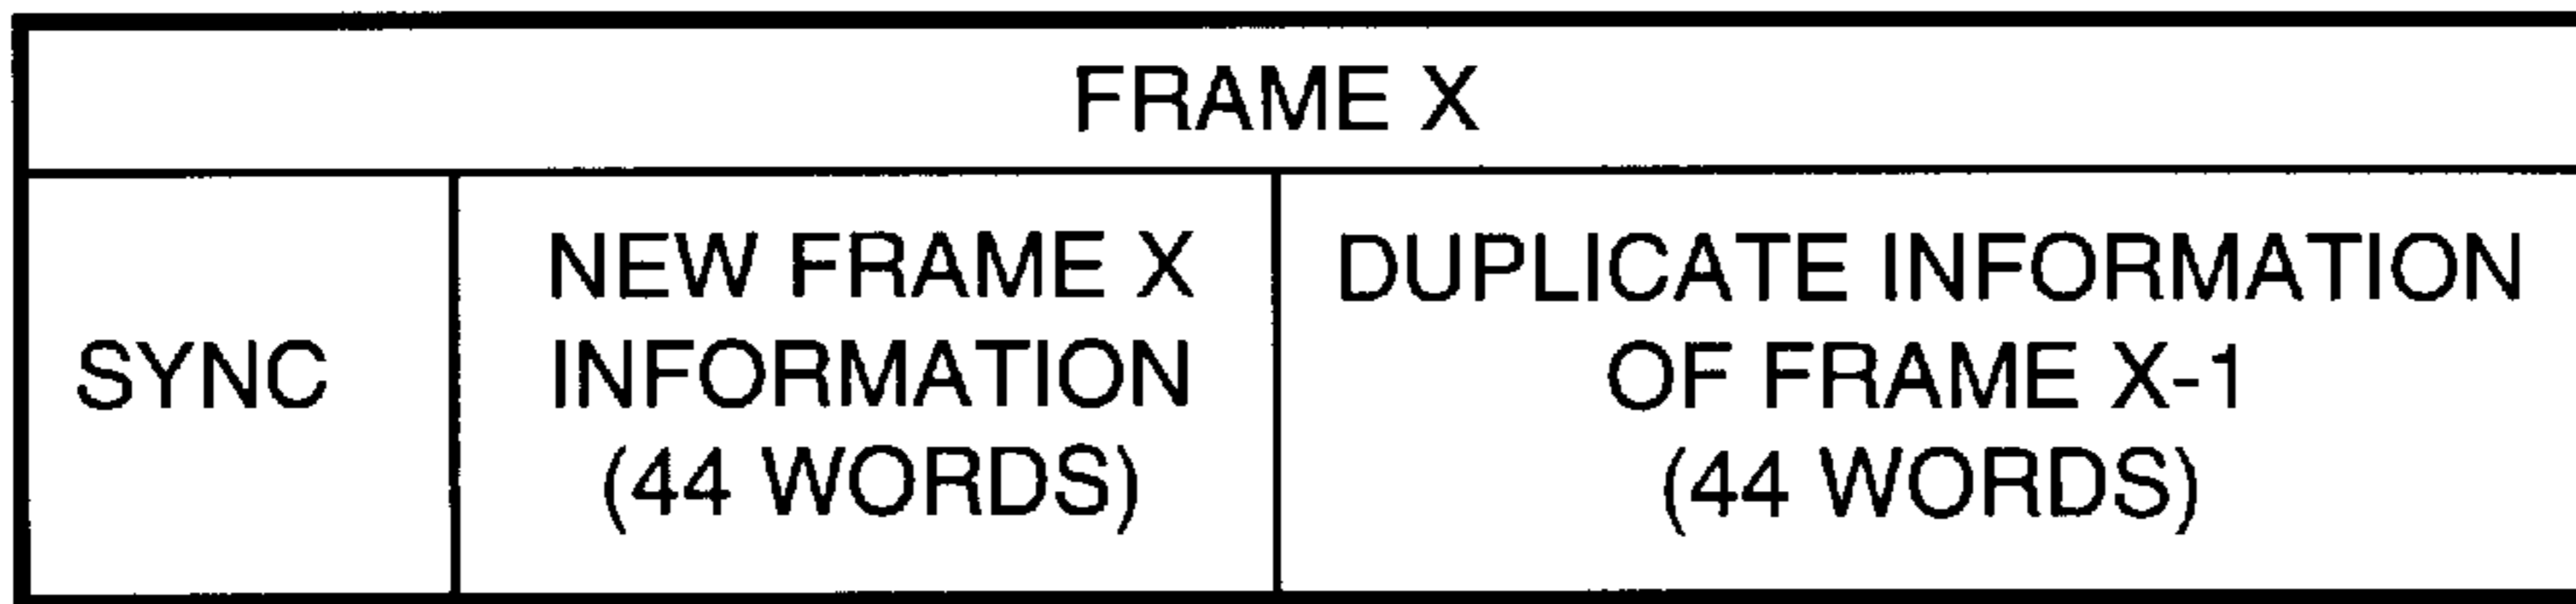 FRAME X
SYNC
NEW FRAME X
INFORMATION
(44 WORDS)
DUPLICATE INFORMATION
OF FRAME X-1
(44 WORDS)